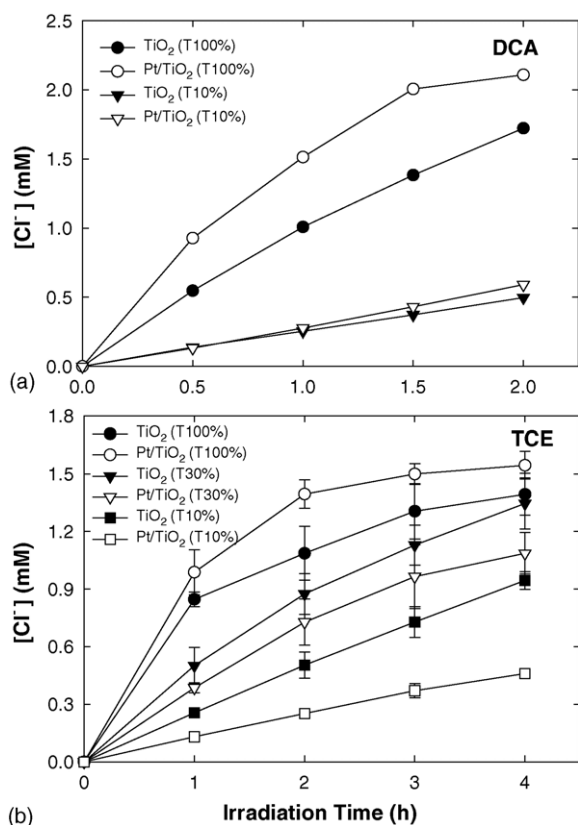 DCA
TiO₂ (T100%)
Pt/TiO₂ (T100%)
TiO₂ (T10%)
Pt/TiO₂ (T10%)
[Cl⁻] (mM)
2.5
2.0
1.5
1.0
0.5
0.0
0.0 0.5 1.0 1.5 2.0
(a)
TCE
TiO₂ (T100%)
Pt/TiO₂ (T100%)
TiO₂ (T30%)
Pt/TiO₂ (T30%)
TiO₂ (T10%)
Pt/TiO₂ (T10%)
[Cl⁻] (mM)
1.8
1.5
1.2
0.9
0.6
0.3
0.0
0 1 2 3 4
(b) Irradiation Time (h)